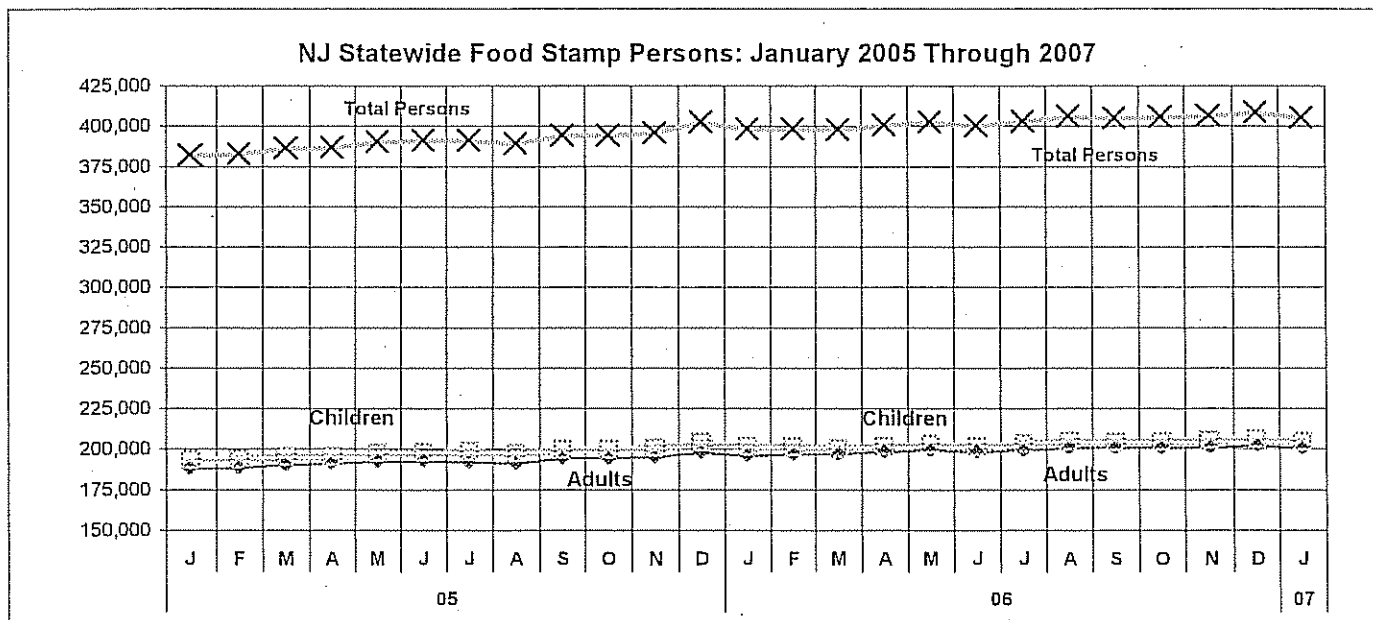 NJ Statewide Food Stamp Persons: January 2005 Through 2007
425,000
Total Persons
400,000
Total Persons
375,000
350,000
325,000
300,000
275,000
250,000
225,000
Children
Children
200,000
Adults
Adults
175,000
150,000
J F M A M J J A S O N D J F M A M J J A S O N D J
05 06 07